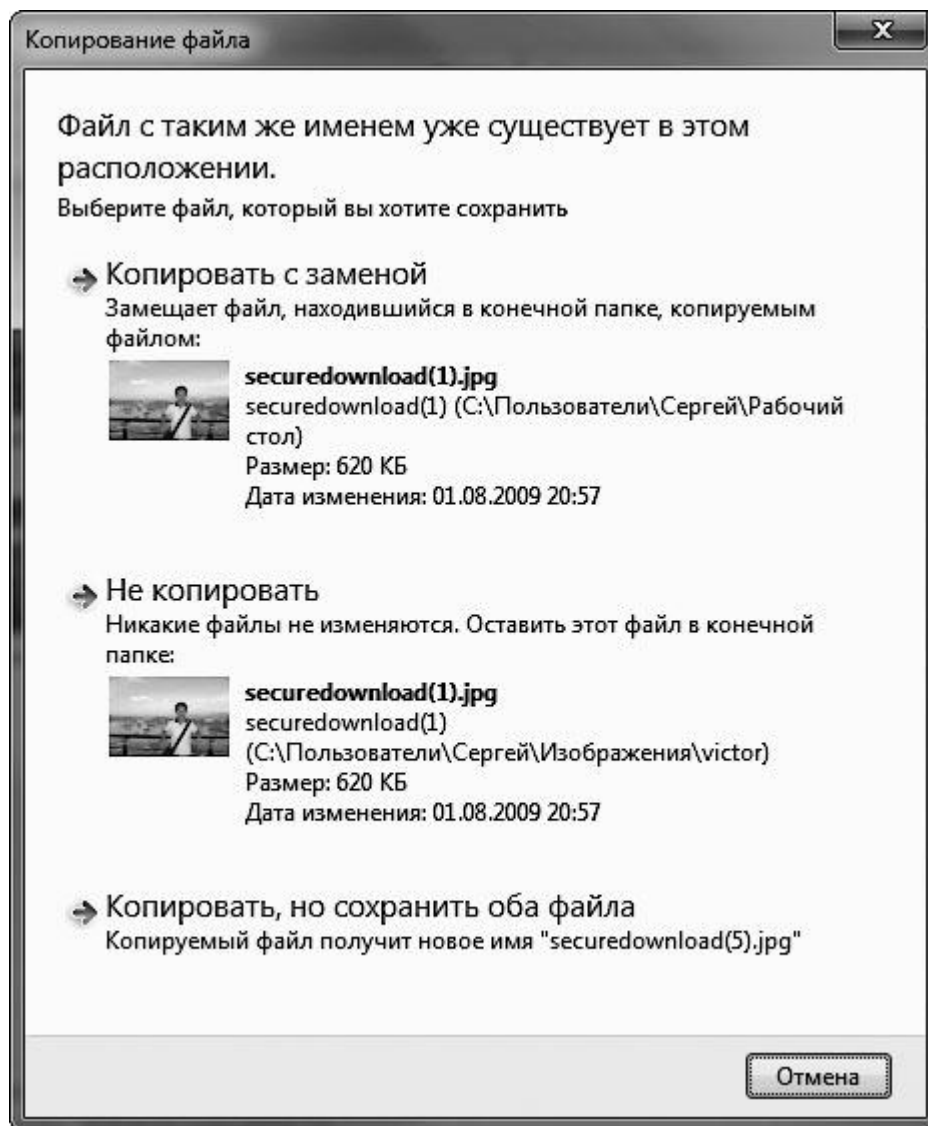 Копирование файла
Файл с таким же именем уже существует в этом
расположении.
Выберите файл, который вы хотите сохранить
Копировать с заменой
Замещает файл, находившийся в конечной папке, копируемым
файлом:
securedownload(1).jpg
securedownload(1) (C:\Пользователи\Сергей\Рабочий
стол)
Размер: 620 КБ
Дата изменения: 01.08.2009 20:57
Не копировать
Никакие файлы не изменяются. Оставить этот файл в конечной
папке:
securedownload(1).jpg
securedownload(1)
(C:\Пользователи\Сергей\Изображения\victor)
Размер: 620 КБ
Дата изменения: 01.08.2009 20:57
Копировать, но сохранить оба файла
Копируемый файл получит новое имя "securedownload(5).jpg"
Отмена